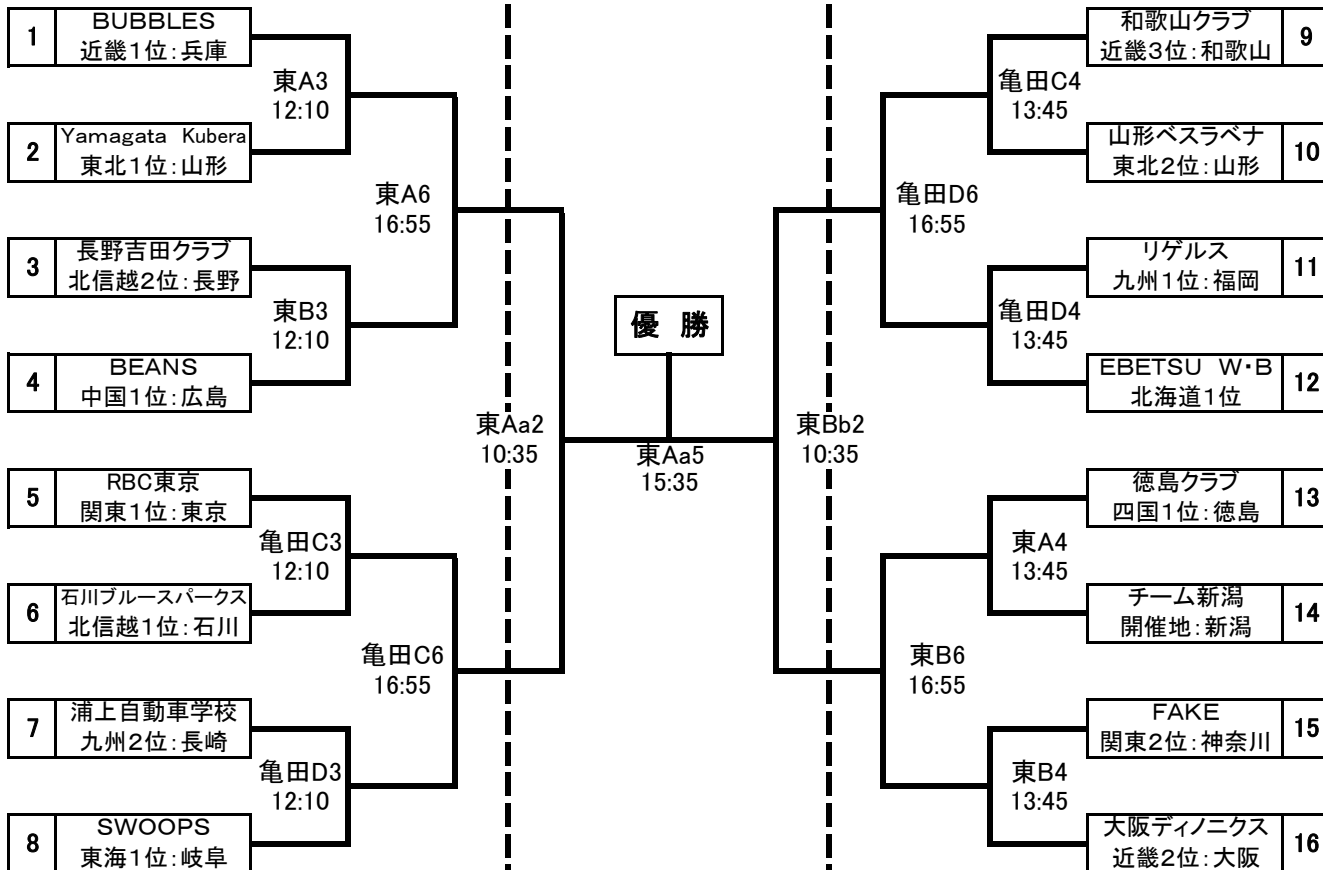 1
BUBBLES
近畿1位:兵庫
2
Yamagata Kubera
東北1位:山形
3
長野吉田クラブ
北信越2位:長野
4
BEANS
中国1位:広島
5
RBC東京
関東1位:東京
6
石川ブルースパークス
北信越1位:石川
7
浦上自動車学校
九州2位:長崎
8
SWOOPS
東海1位:岐阜
東A3
12:10
東B3
12:10
亀田C3
12:10
亀田D3
12:10
東A6
16:55
亀田C6
16:55
東Aa2
10:35
優 勝
東Aa5
15:35
東Bb2
10:35
亀田D6
16:55
東B6
16:55
亀田C4
13:45
亀田D4
13:45
東A4
13:45
東B4
13:45
和歌山クラブ
近畿3位:和歌山
9
山形ベスラベナ
東北2位:山形
10
リゲルス
九州1位:福岡
11
EBETSU W・B
北海道1位
12
徳島クラブ
四国1位:徳島
13
チーム新潟
開催地:新潟
14
FAKE
関東2位:神奈川
15
大阪ディノニクス
近畿2位:大阪
16